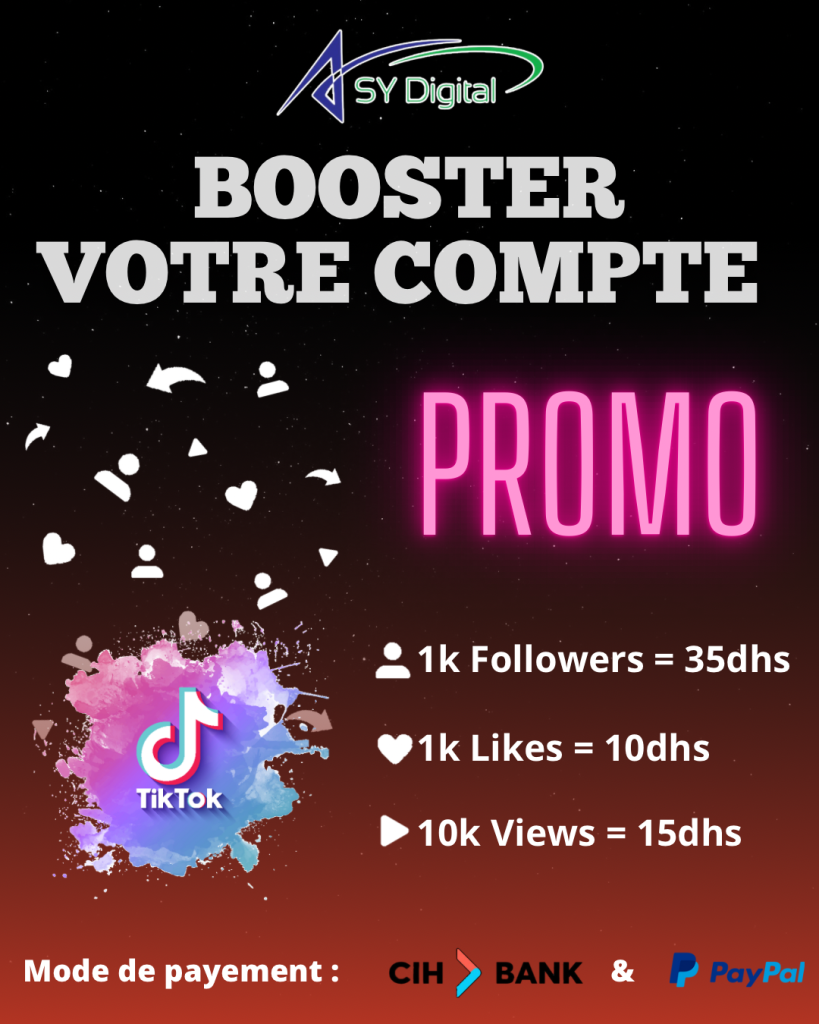 ASY Digital
BOOSTER
VOTRE COMPTE
PROMO
TikTok
1k Followers = 35dhs
1k Likes = 10dhs
10k Views = 15dhs
Mode de payement : CIH BANK & PayPal